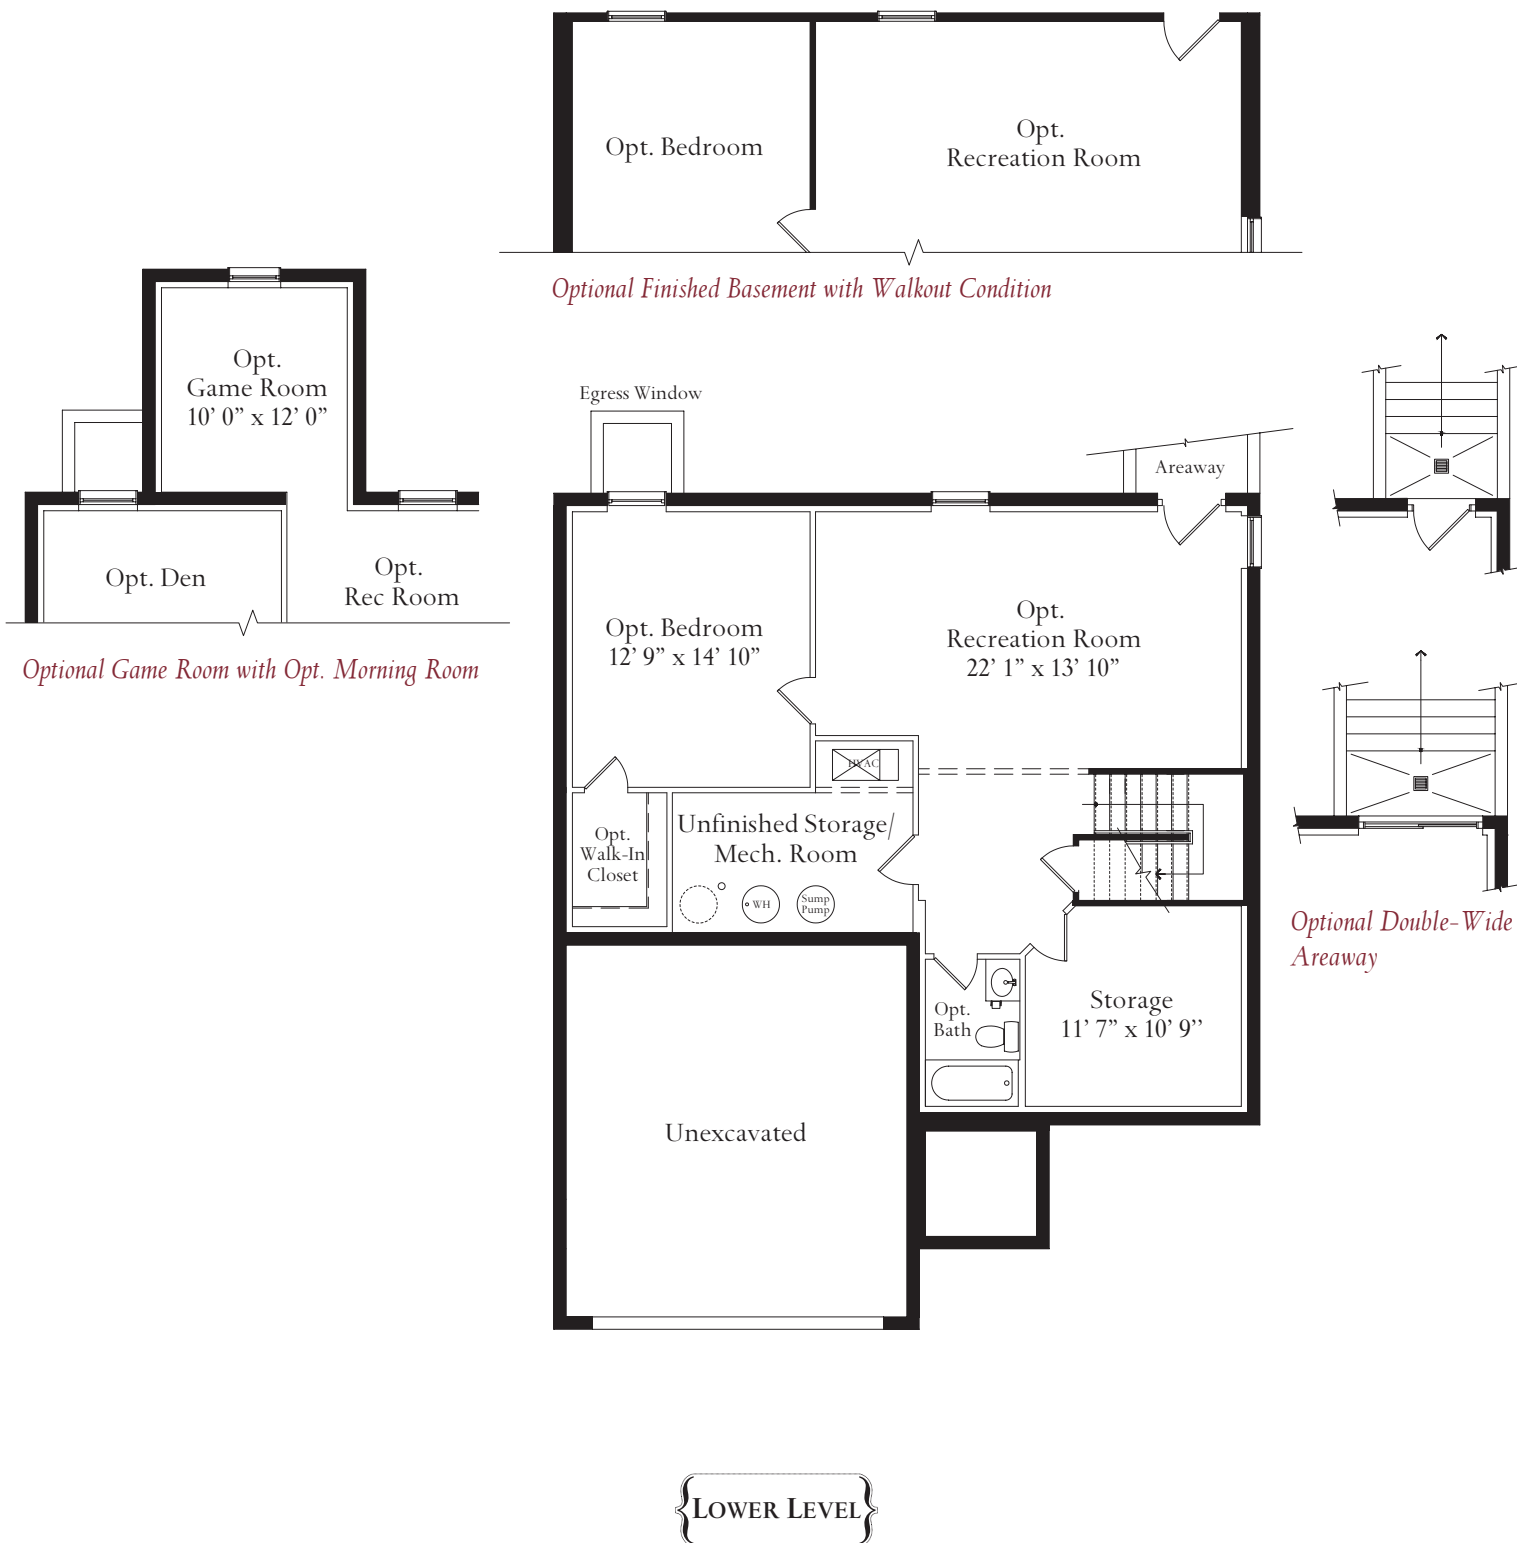 Opt. Bedroom
Opt.
Recreation Room
Optional Finished Basement with Walkout Condition
Opt.
Game Room
10’ 0” x 12’ 0”
Opt. Den
Opt.
Rec Room
Optional Game Room with Opt. Morning Room
Egress Window
Areaway
Opt. Bedroom
12’ 9” x 14’ 10”
Opt.
Recreation Room
22’ 1” x 13’ 10”
HVAC
Opt.
Walk-In
Closet
Unfinished Storage/
Mech. Room
WH
Sump
Pump
Opt.
Bath
Storage
11’ 7” x 10’ 9’’
Unexcavated
Optional Double-Wide
Areaway
LOWER LEVEL